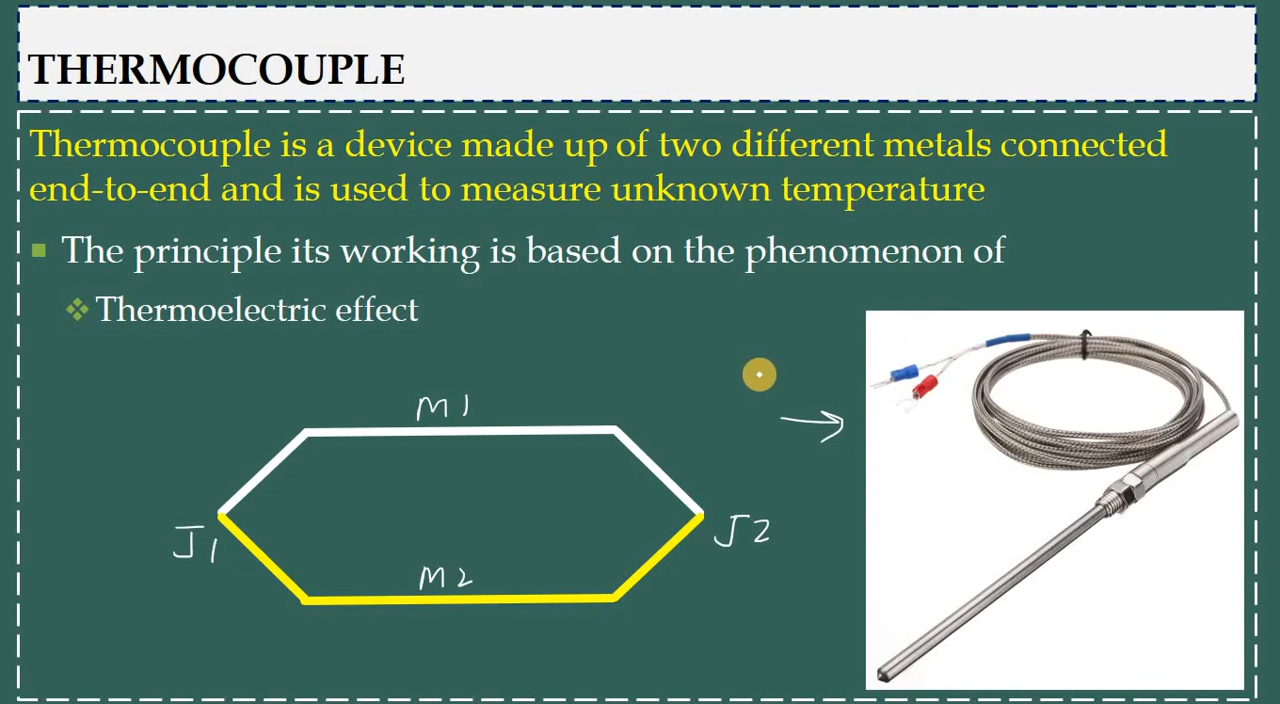 THERMOCOUPLE
Thermocouple is a device made up of two different metals connected
end-to-end and is used to measure unknown temperature
The principle its working is based on the phenomenon of
Thermoelectric effect
M1
J1
J2
M2